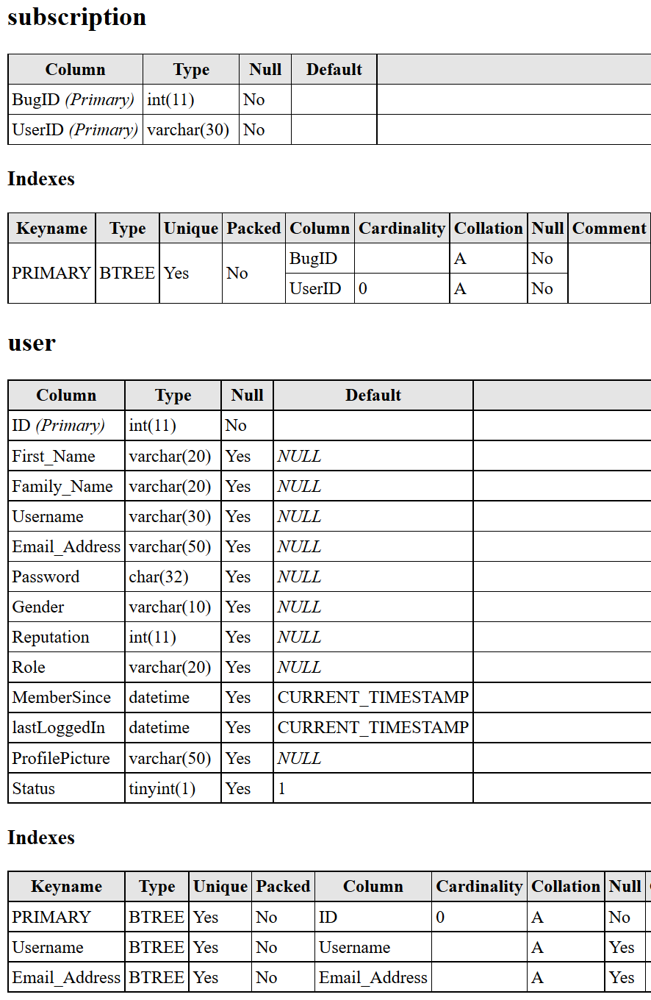 subscription
Column Type Null Default
BugID (Primary) int(11) No
UserID (Primary) varchar(30) No
Indexes
Keyname Type Unique Packed Column Cardinality Collation Null Comment
PRIMARY BTREE Yes No BugID A No
UserID 0 A No
user
Column Type Null Default
ID (Primary) int(11) No
First_Name varchar(20) Yes NULL
Family_Name varchar(20) Yes NULL
Username varchar(30) Yes NULL
Email_Address varchar(50) Yes NULL
Password char(32) Yes NULL
Gender varchar(10) Yes NULL
Reputation int(11) Yes NULL
Role varchar(20) Yes NULL
MemberSince datetime Yes CURRENT_TIMESTAMP
lastLoggedIn datetime Yes CURRENT_TIMESTAMP
ProfilePicture varchar(50) Yes NULL
Status tinyint(1) Yes 1
Indexes
Keyname Type Unique Packed Column Cardinality Collation Null
PRIMARY BTREE Yes No ID 0 A No
Username BTREE Yes No Username A Yes
Email_Address BTREE Yes No Email_Address A Yes